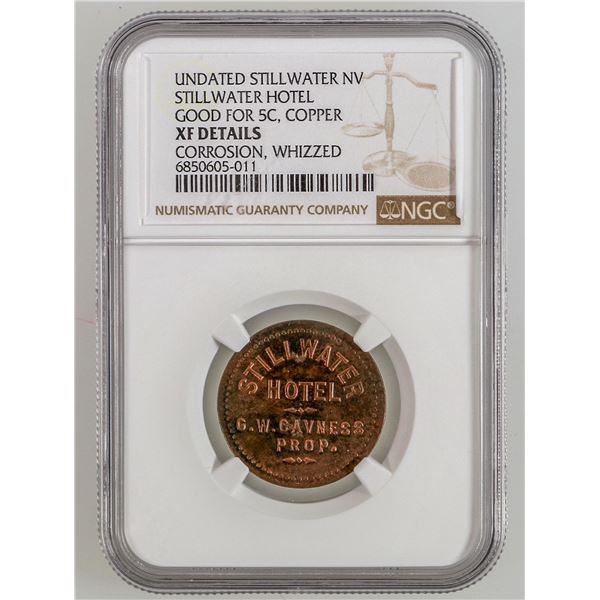 UNDATED STILLWATER NV
STILLWATER HOTEL
GOOD FOR 5C, COPPER
XF DETAILS
CORROSION, WHIZZED
6850605-011
NUMISMATIC GUARANTY COMPANY
NGC®
STILLWATER
HOTEL
G.W.GAVNESS
PROP.